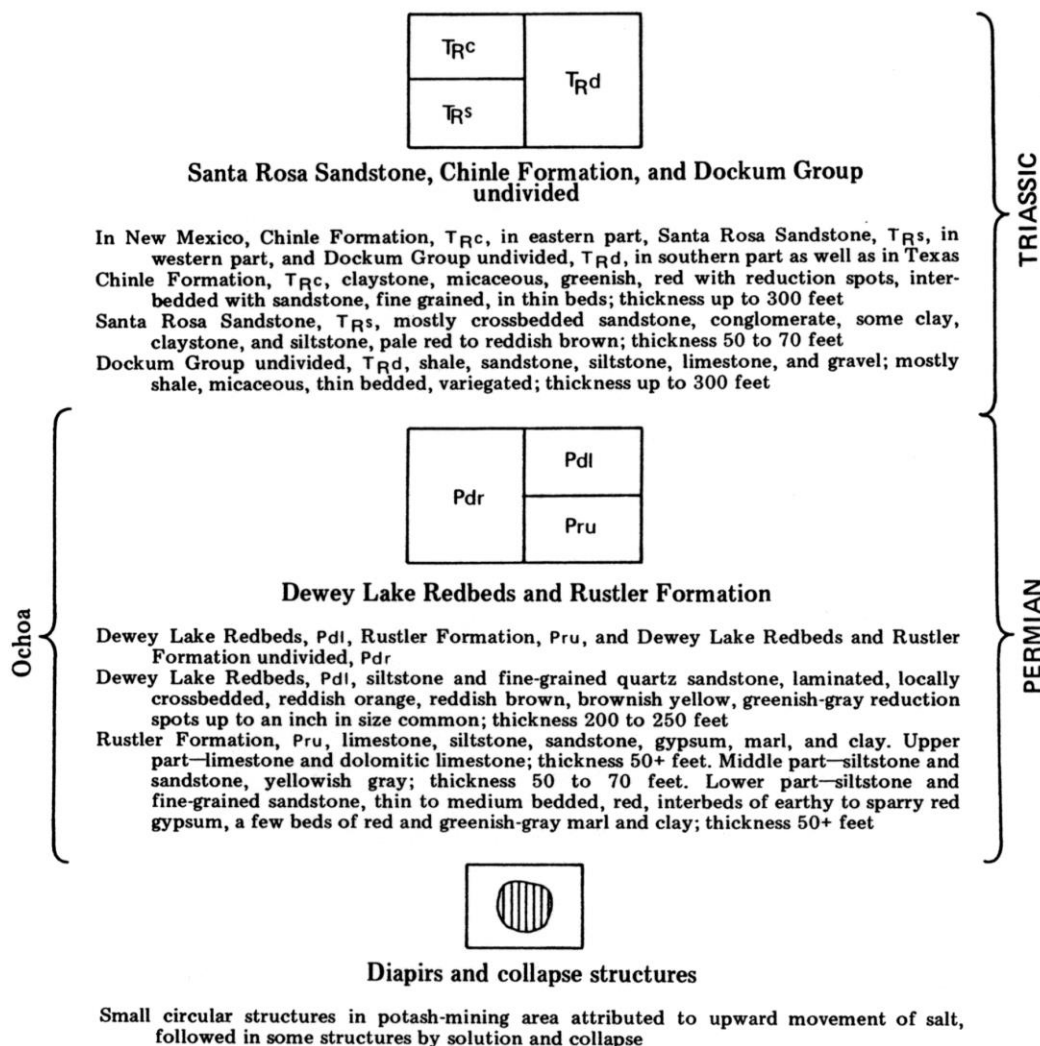 TRc
TRd
TRs
Santa Rosa Sandstone, Chinle Formation, and Dockum Group
undivided
In New Mexico, Chinle Formation, TRc, in eastern part, Santa Rosa Sandstone, TRs, in
western part, and Dockum Group undivided, TRd, in southern part as well as in Texas
Chinle Formation, TRc, claystone, micaceous, greenish, red with reduction spots, inter-
bedded with sandstone, fine grained, in thin beds; thickness up to 300 feet
Santa Rosa Sandstone, TRs, mostly crossbedded sandstone, conglomerate, some clay,
claystone, and siltstone, pale red to reddish brown; thickness 50 to 70 feet
Dockum Group undivided, TRd, shale, sandstone, siltstone, limestone, and gravel; mostly
shale, micaceous, thin bedded, variegated; thickness up to 300 feet
TRIASSIC
Pdr
Pdl
Pru
Dewey Lake Redbeds and Rustler Formation
Dewey Lake Redbeds, Pdl, Rustler Formation, Pru, and Dewey Lake Redbeds and Rustler
Formation undivided, Pdr
Dewey Lake Redbeds, Pdl, siltstone and fine-grained quartz sandstone, laminated, locally
crossbedded, reddish orange, reddish brown, brownish yellow, greenish-gray reduction
spots up to an inch in size common; thickness 200 to 250 feet
Rustler Formation, Pru, limestone, siltstone, sandstone, gypsum, marl, and clay. Upper
part—limestone and dolomitic limestone; thickness 50+ feet. Middle part—siltstone and
sandstone, yellowish gray; thickness 50 to 70 feet. Lower part—siltstone and
fine-grained sandstone, thin to medium bedded, red, interbeds of earthy to sparry red
gypsum, a few beds of red and greenish-gray marl and clay; thickness 50+ feet
Ochoa
PERMIAN
Diapirs and collapse structures
Small circular structures in potash-mining area attributed to upward movement of salt,
followed in some structures by solution and collapse